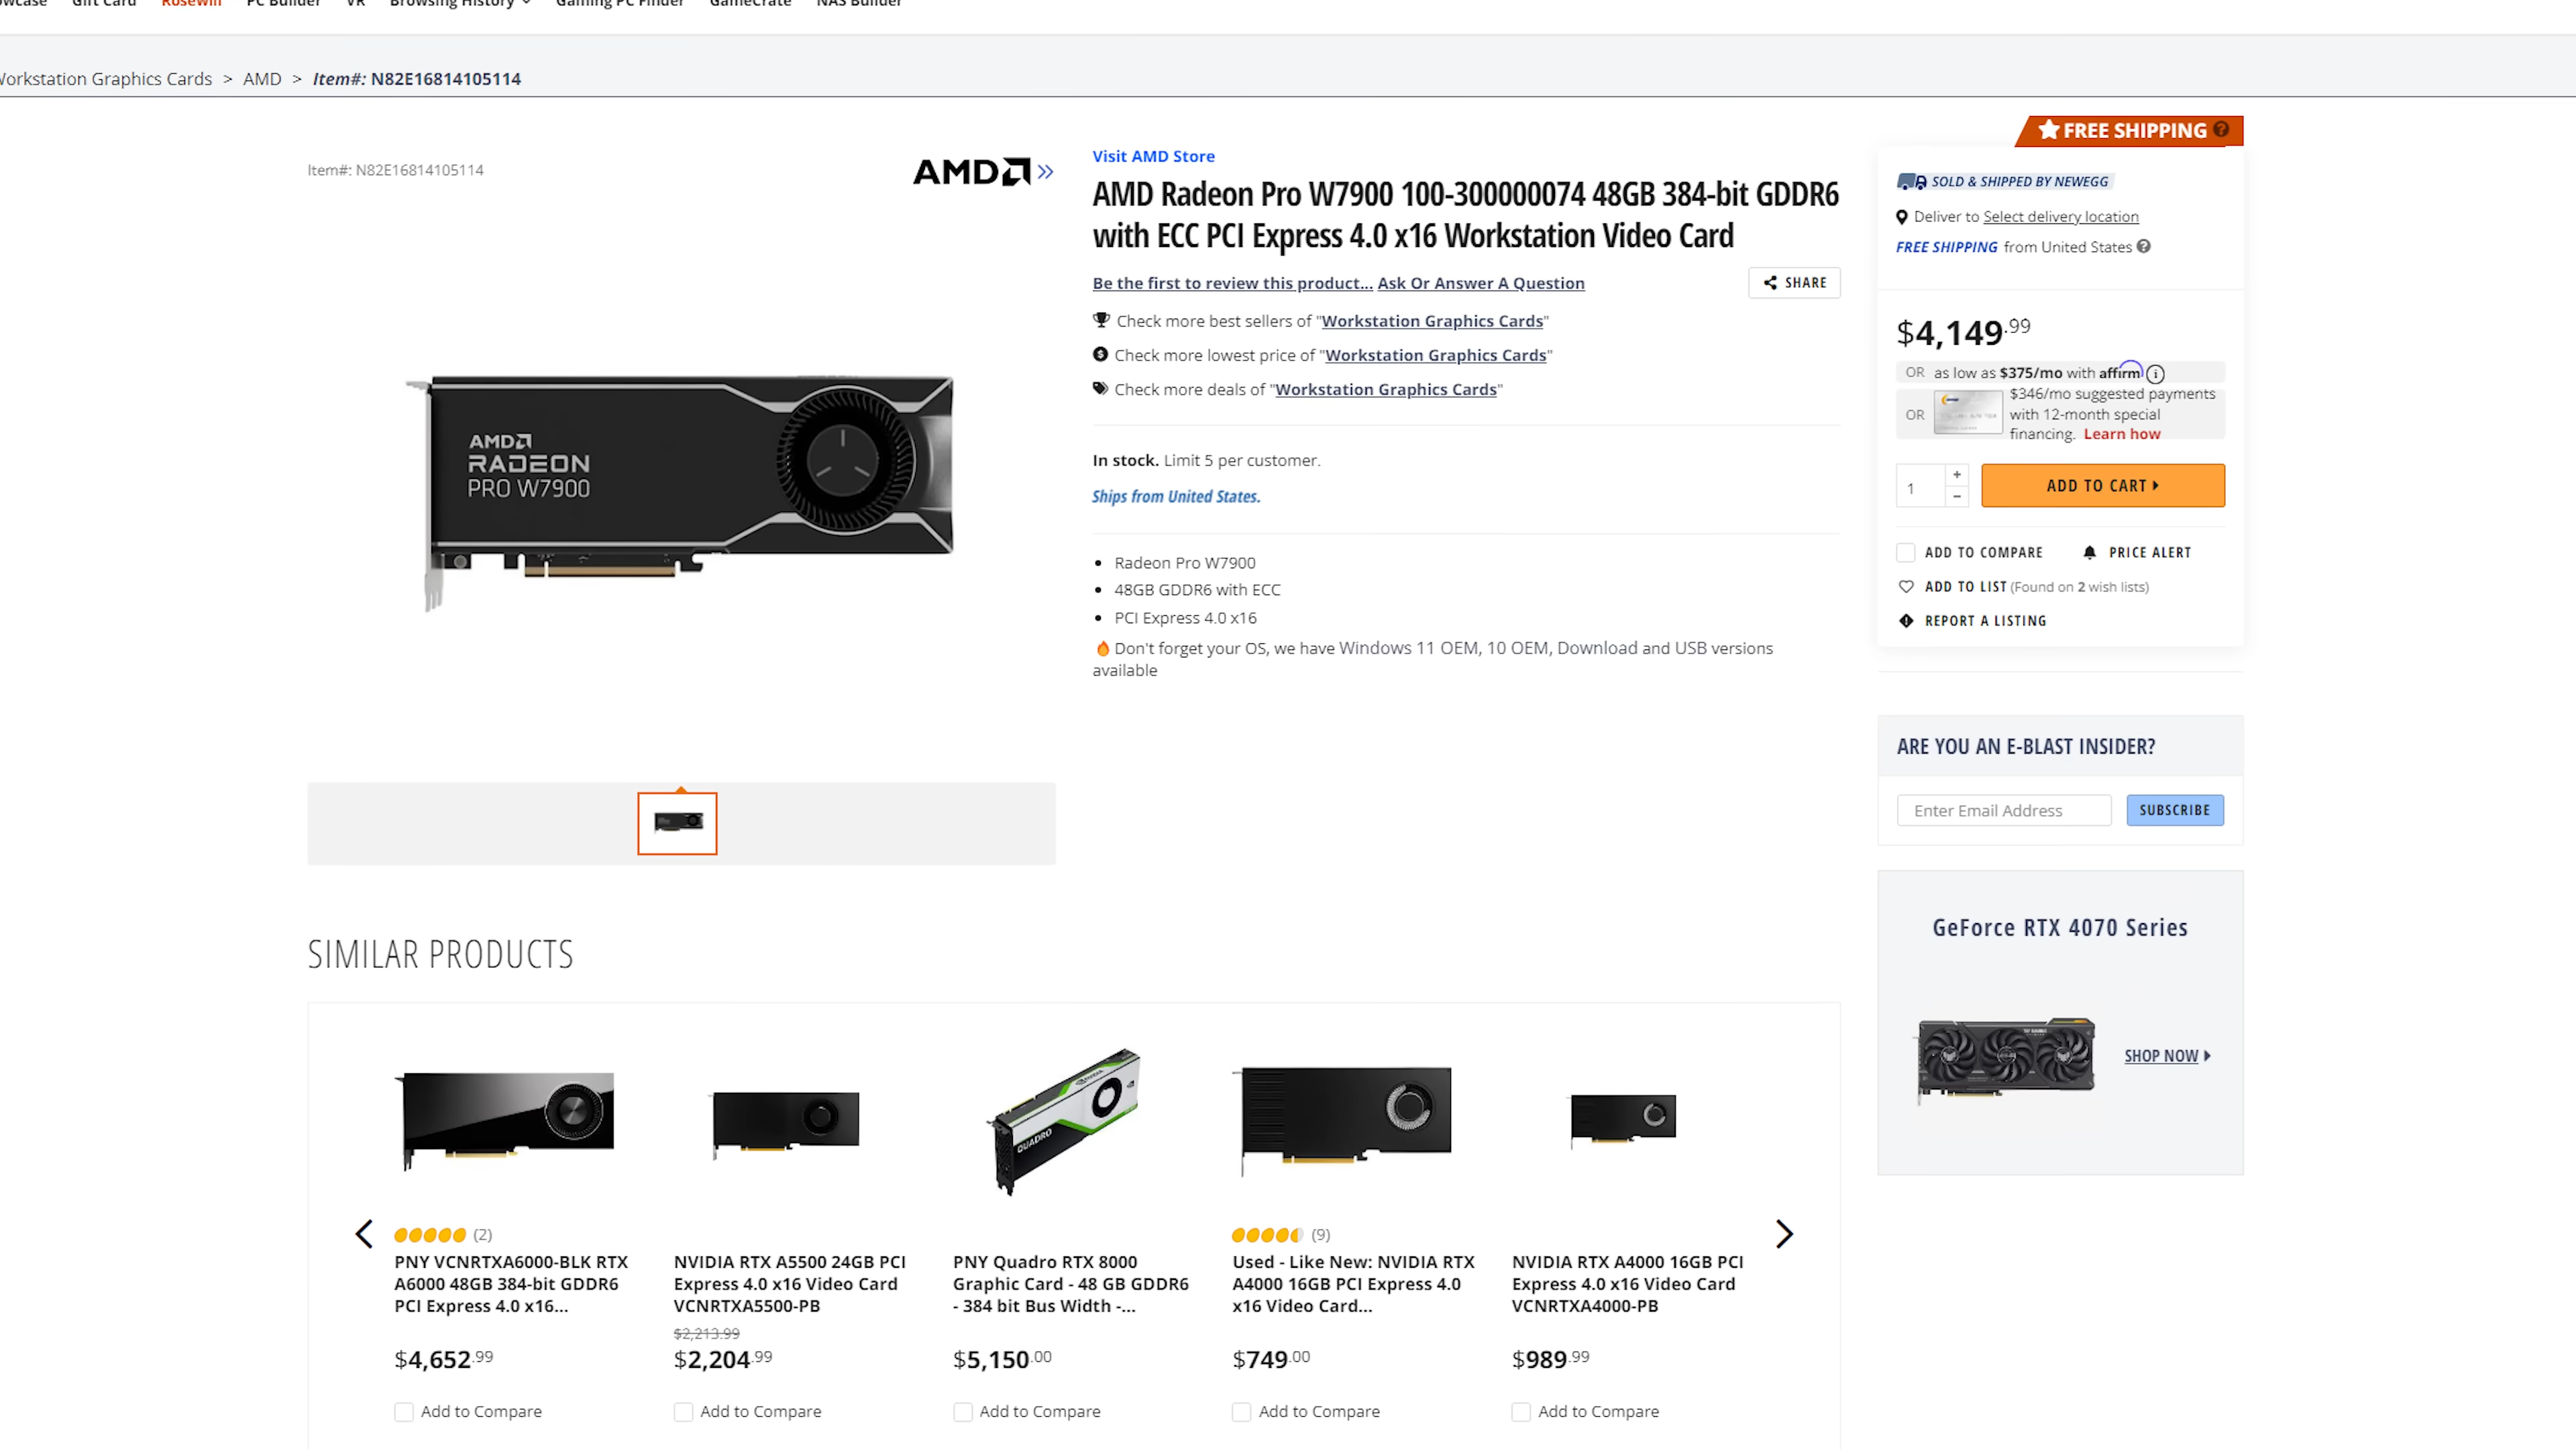 Gift Card Rosewill PC Builder VR Browsing History Gaming PC Finder GameCrate NAS Builder
Workstation Graphics Cards > AMD > Item#: N82E16814105114
Item#: N82E16814105114
AMD
AMD
RADEON
PRO W7900
Visit AMD Store
AMD Radeon Pro W7900 100-300000074 48GB 384-bit GDDR6
with ECC PCI Express 4.0 x16 Workstation Video Card
Be the first to review this product... Ask Or Answer A Question
SHARE
Check more best sellers of "Workstation Graphics Cards"
Check more lowest price of "Workstation Graphics Cards"
Check more deals of "Workstation Graphics Cards"
In stock. Limit 5 per customer.
Ships from United States.
• Radeon Pro W7900
• 48GB GDDR6 with ECC
• PCI Express 4.0 x16
Don't forget your OS, we have Windows 11 OEM, 10 OEM, Download and USB versions
available
FREE SHIPPING ?
SOLD & SHIPPED BY NEWEGG
Deliver to Select delivery location
FREE SHIPPING from United States ?
$4,149.99
OR as low as $375/mo with affirm i
OR
$346/mo suggested payments
with 12-month special
financing. Learn how
1 + −
ADD TO CART
ADD TO COMPARE
PRICE ALERT
ADD TO LIST (Found on 2 wish lists)
REPORT A LISTING
ARE YOU AN E-BLAST INSIDER?
Enter Email Address
SUBSCRIBE
GeForce RTX 4070 Series
SHOP NOW
SIMILAR PRODUCTS
QUADRO
(2)
PNY VCNRTXA6000-BLK RTX
A6000 48GB 384-bit GDDR6
PCI Express 4.0 x16...
$4,652.99
Add to Compare
NVIDIA RTX A5500 24GB PCI
Express 4.0 x16 Video Card
VCNRTXA5500-PB
$2,213.99
$2,204.99
Add to Compare
PNY Quadro RTX 8000
Graphic Card - 48 GB GDDR6
- 384 bit Bus Width -...
$5,150.00
Add to Compare
(9)
Used - Like New: NVIDIA RTX
A4000 16GB PCI Express 4.0
x16 Video Card...
$749.00
Add to Compare
NVIDIA RTX A4000 16GB PCI
Express 4.0 x16 Video Card
VCNRTXA4000-PB
$989.99
Add to Compare